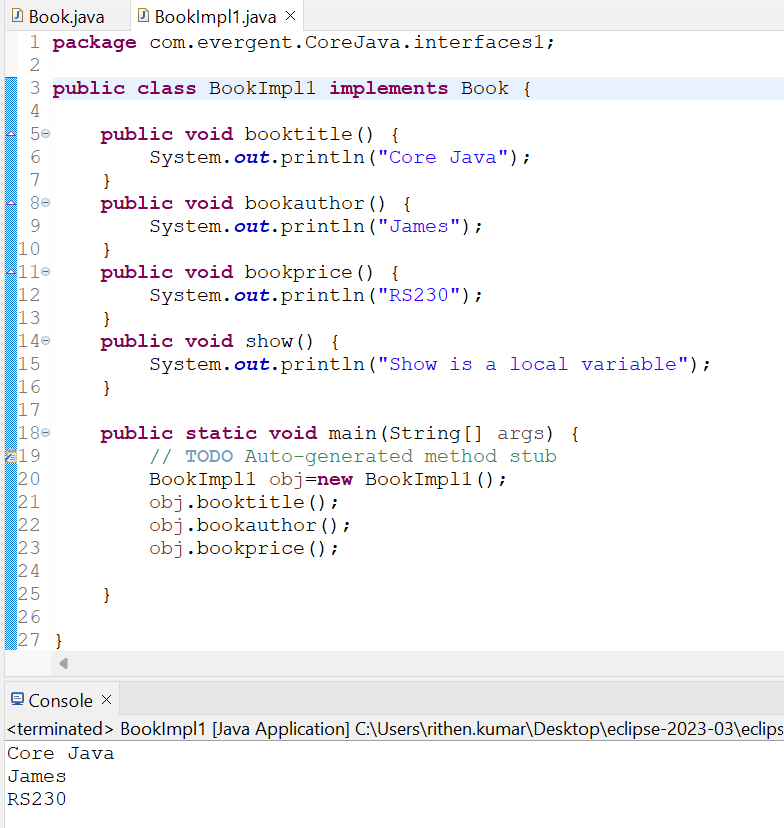 Book.java BookImpl1.java
1 package com.evergent.CoreJava.interfaces1;
2
3 public class BookImpl1 implements Book {
4
5 public void booktitle() {
6 System.out.println("Core Java");
7 }
8 public void bookauthor() {
9 System.out.println("James");
10 }
11 public void bookprice() {
12 System.out.println("RS230");
13 }
14 public void show() {
15 System.out.println("Show is a local variable");
16 }
17
18 public static void main(String[] args) {
19 // TODO Auto-generated method stub
20 BookImpl1 obj=new BookImpl1();
21 obj.booktitle();
22 obj.bookauthor();
23 obj.bookprice();
24
25 }
26
27 }
Console
<terminated> BookImpl1 [Java Application] C:\Users\rithen.kumar\Desktop\eclipse-2023-03\eclips
Core Java
James
RS230